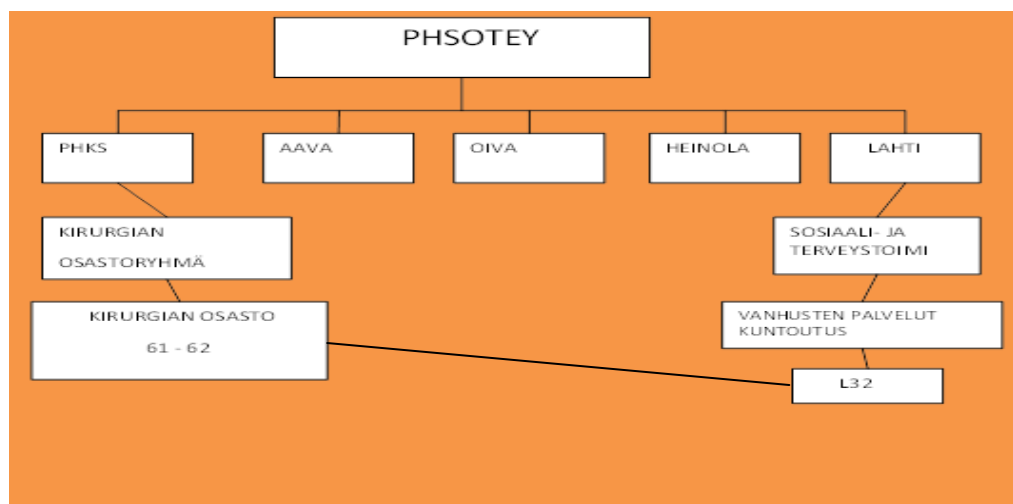 PHSOTEY
PHKS
AAVA
OIVA
HEINOLA
LAHTI
KIRURGIAN
OSASTORYHMÄ
SOSIAALI- JA
TERVEYSTOIMI
KIRURGIAN OSASTO
61 - 62
VANHUSTEN PALVELUT
KUNTOUTUS
L32